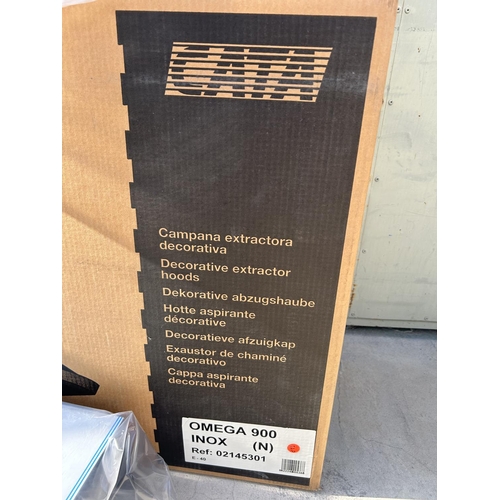 CATA
Campana extractora
decorativa
Decorative extractor
hoods
Dekorative abzugshaube
Hotte aspirante
décorative
Decoratieve afzuigkap
Exaustor de chaminé
decorativo
Cappa aspirante
decorativa
OMEGA 900
INOX (N)
Ref: 02145301
E - 40